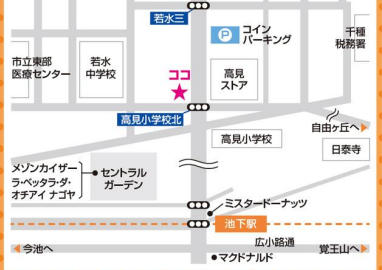 若水三
P コイン
パーキング
千種
税務署
市立東部
医療センター
若水
中学校
ココ
高見
ストア
高見小学校北
自由ヶ丘へ
高見小学校
日泰寺
メゾンカイザー
ラ・ベッタラ・ダ・
オチアイ ナゴヤ
セントラル
ガーデン
ミスタードーナッツ
池下駅
広小路通
今池へ
覚王山へ
マクドナルド